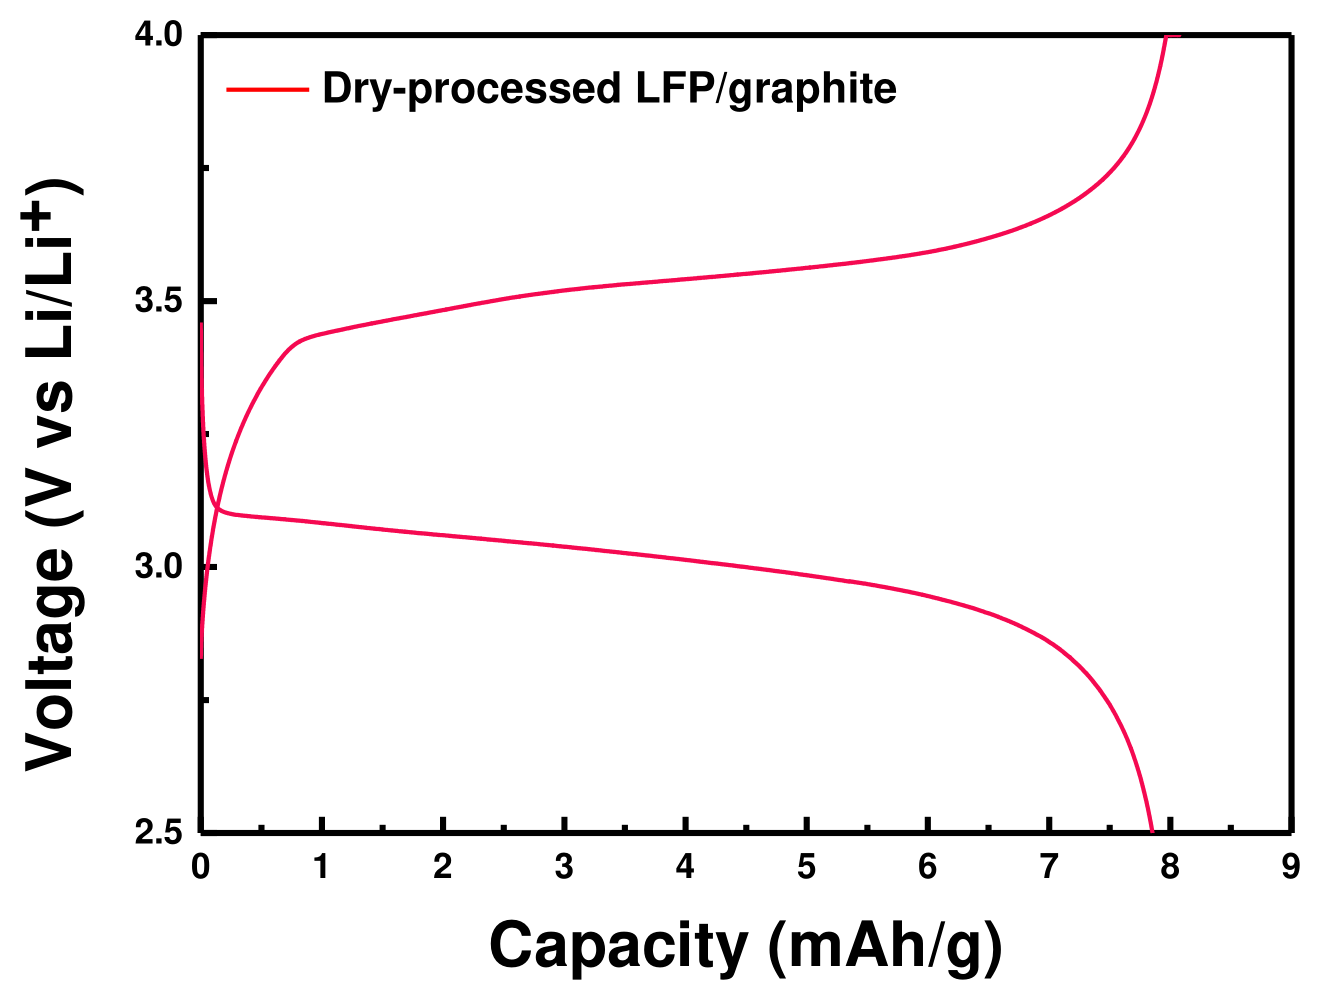 Dry-processed LFP/graphite
Voltage (V vs Li/Li⁺)
4.0
3.5
3.0
2.5
0 1 2 3 4 5 6 7 8 9
Capacity (mAh/g)